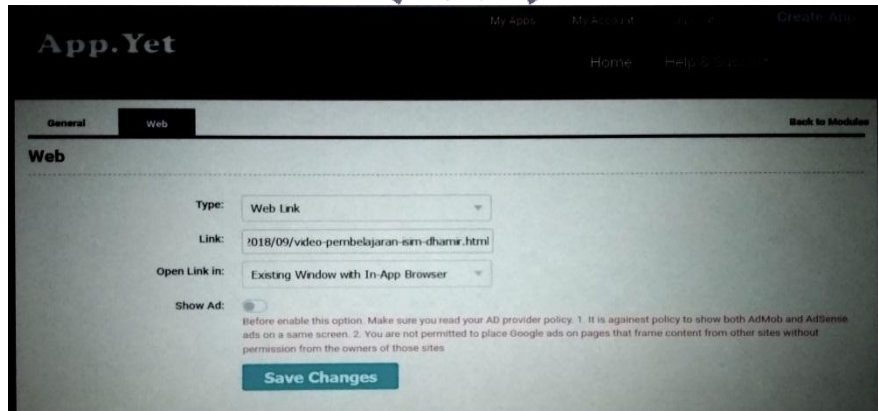 My Apps My Account Create App
App.Yet
Home Help &
General Web Back to Modules
Web
Type: Web Link
Link: 2018/09/video-pembelajaran-isim-dhamir.html
Open Link in: Existing Window with In-App Browser
Show Ad:
Before enable this option. Make sure you read your AD provider policy. 1. It is againest policy to show both AdMob and AdSense
ads on a same screen. 2. You are not permitted to place Google ads on pages that frame content from other sites without
permission from the owners of those sites
Save Changes